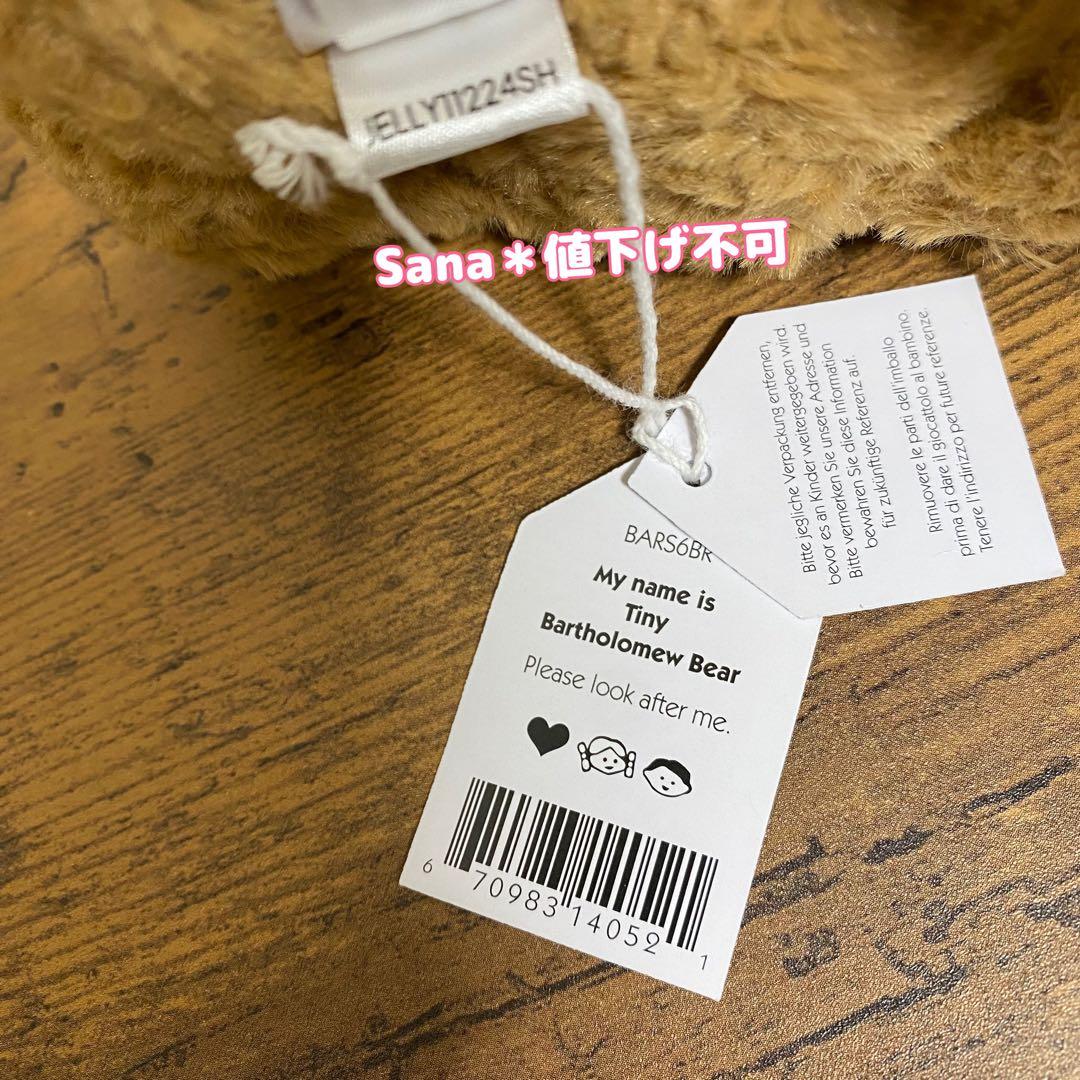 JELLY11224SH
Sana＊値下げ不可
Bitte jegliche Verpackung entfernen,
bevor es an Kinder weitergegeben wird.
Bitte vermerken Sie unsere Adresse und
bewahren Sie diese Information
für zukünftige Referenz auf.
Rimuovere le parti dell'imballo
prima di dare il giocattolo al bambino.
Tenere l'indirizzo per future referenze.
BARS6BR
My name is
Tiny
Bartholomew Bear
Please look after me.
6 70983 14052 1